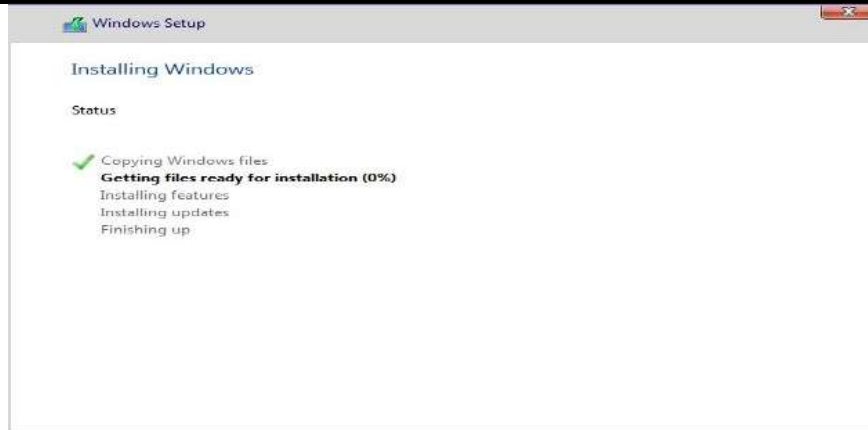 Windows Setup
Installing Windows
Status
Copying Windows files
Getting files ready for installation (0%)
Installing features
Installing updates
Finishing up